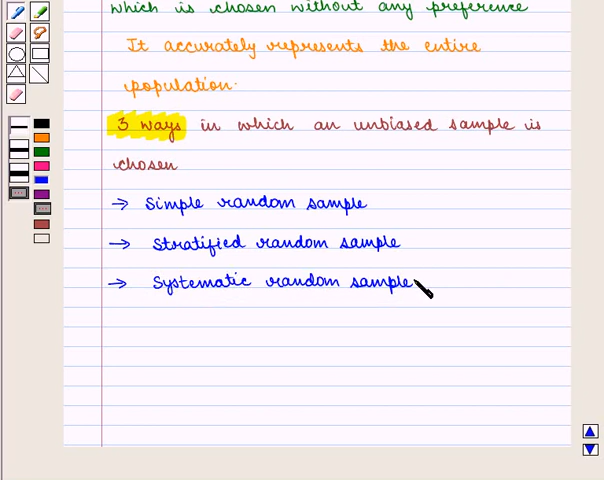 which is chosen without any preference
It accurately represents the entire
population.
3 ways in which an unbiased sample is
chosen
→ Simple random sample
→ Stratified random sample
→ Systematic random sample